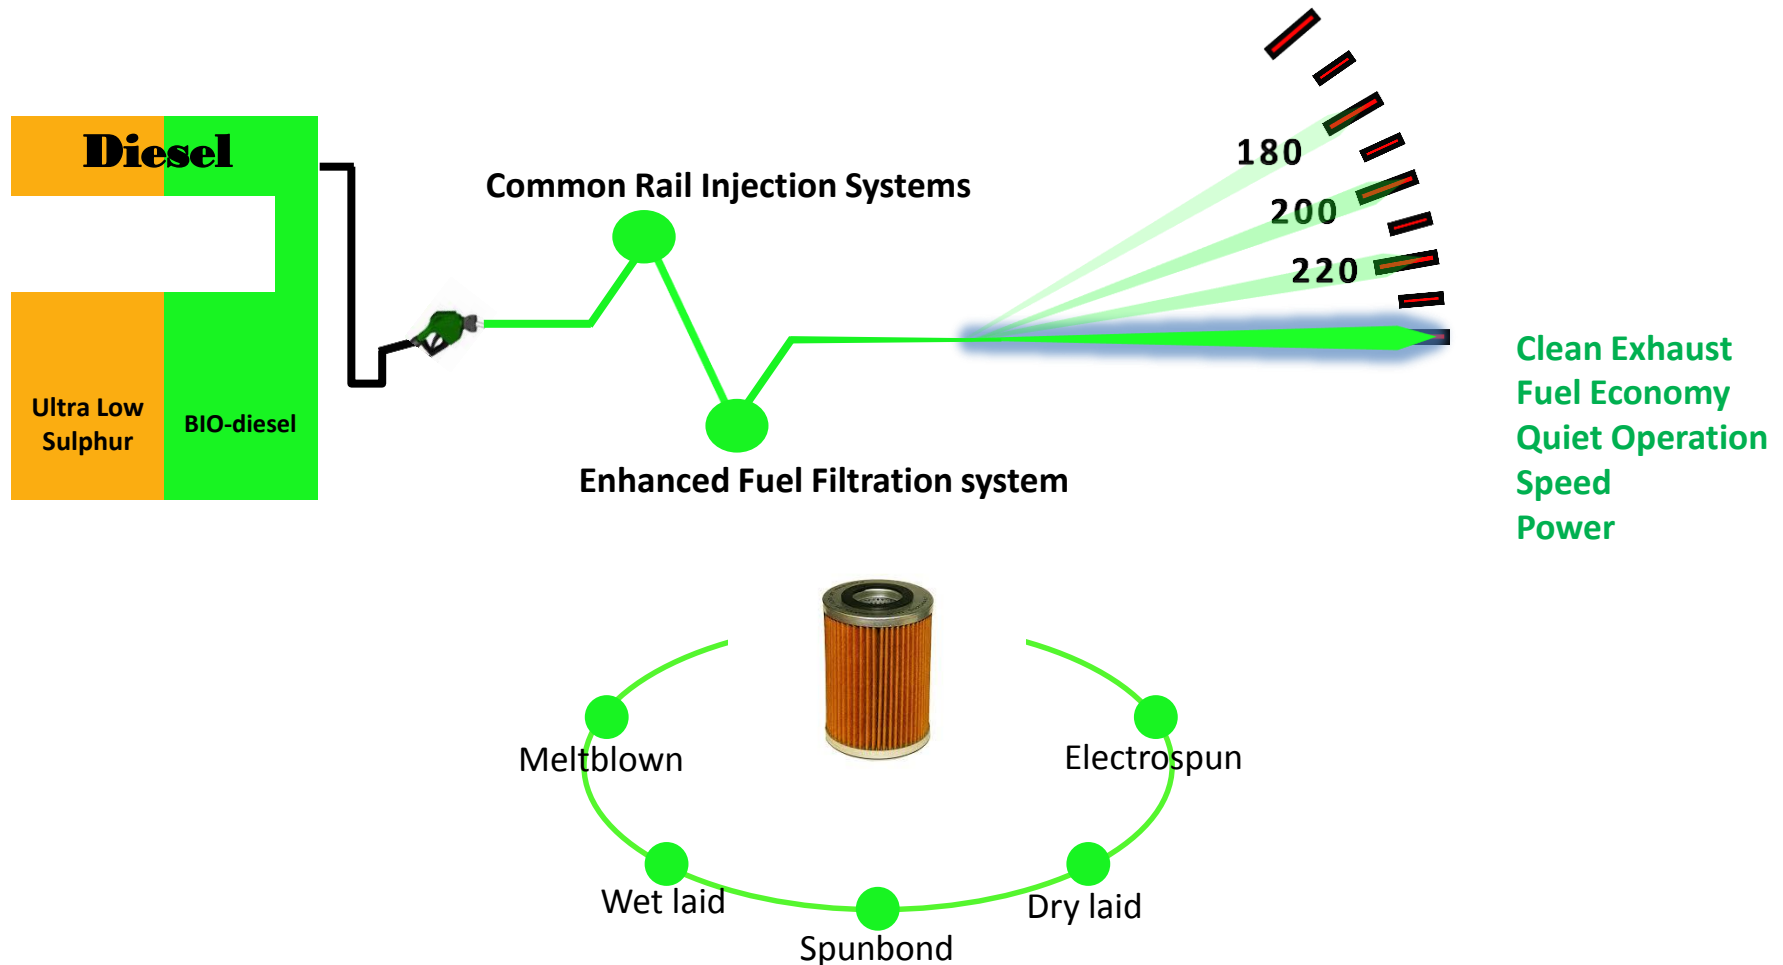 Diesel
Ultra Low
Sulphur
BIO-diesel
Common Rail Injection Systems
Enhanced Fuel Filtration system
180
200
220
Clean Exhaust
Fuel Economy
Quiet Operation
Speed
Power
Meltblown
Electrospun
Wet laid
Dry laid
Spunbond